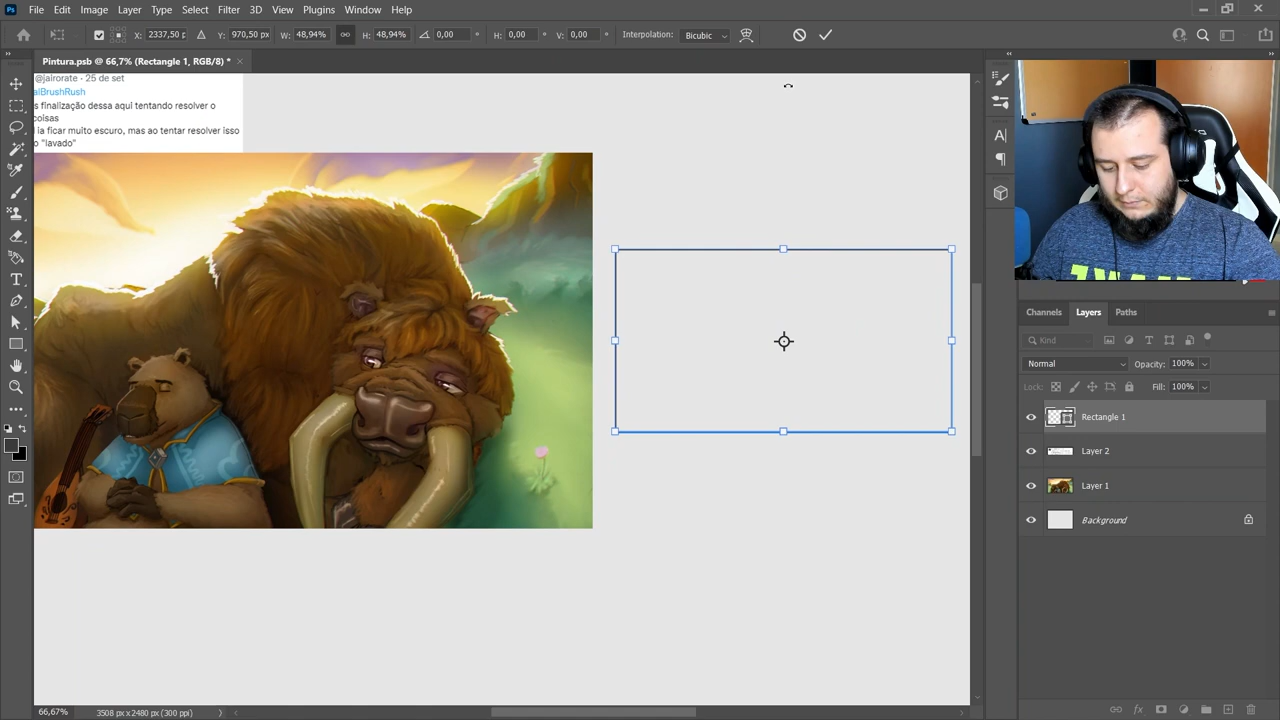 Ps File Edit Image Layer Type Select Filter 3D View Plugins Window Help
X: 2337,50 p Y: 970,50 px W: 48,94% H: 48,94% 0,00 ° H: 0,00 ° V: 0,00 ° Interpolation: Bicubic
Pintura.psb @ 66,7% (Rectangle 1, RGB/8) *
@jairorate · 25 de set
alBrushRush
s finalização dessa aqui tentando resolver o
coisas
ia ficar muito escuro, mas ao tentar resolver isso
o "lavado"
Channels Layers Paths
Kind
Normal Opacity: 100%
Lock: Fill: 100%
Rectangle 1
Layer 2
Layer 1
Background
66,67% 3508 px x 2480 px (300 ppi)